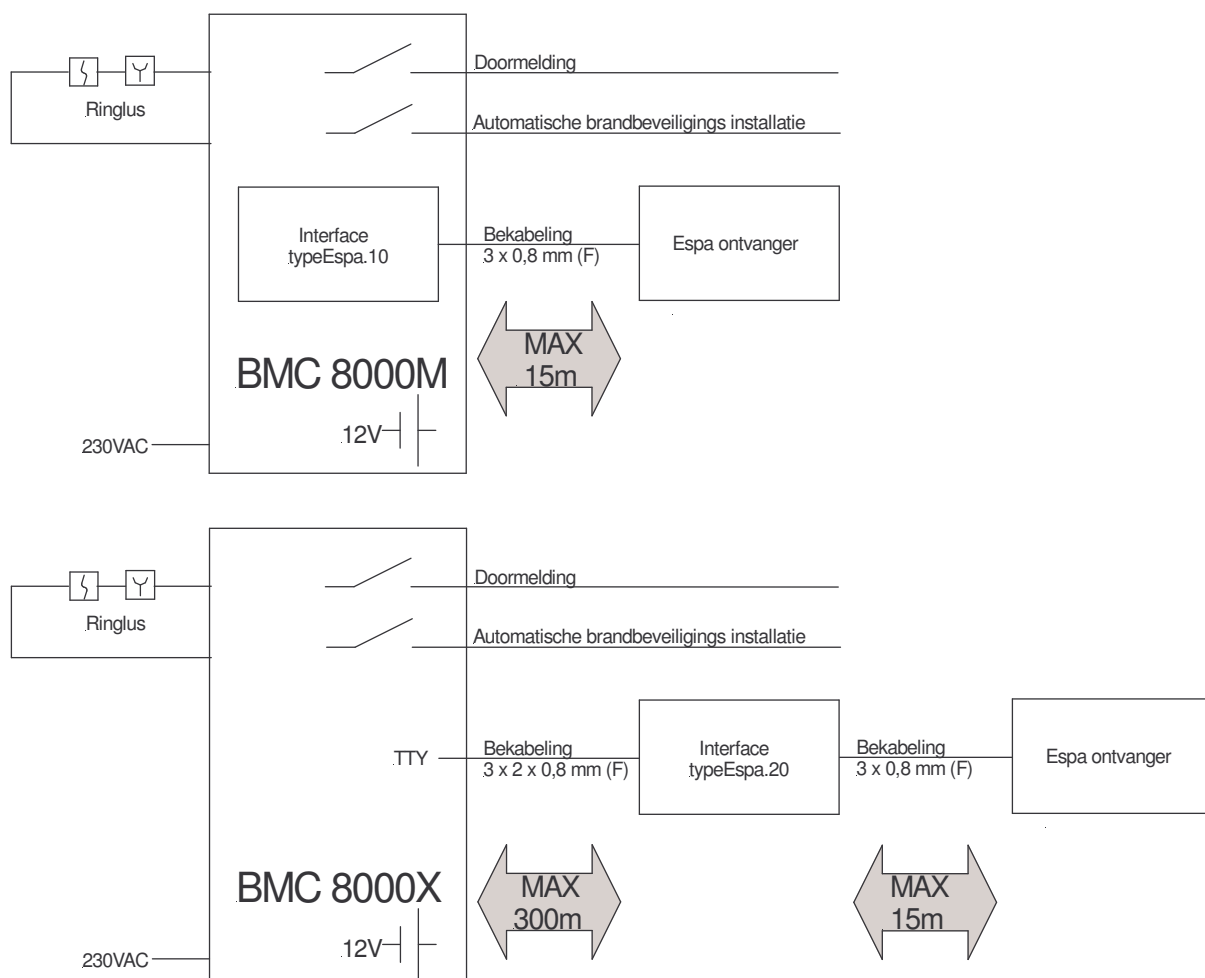 Doormelding
Ringlus
Automatische brandbeveiligings installatie
Interface
typeEspa.10
Bekabeling
3 x 0,8 mm (F)
Espa ontvanger
MAX
15m
BMC 8000M
12V
230VAC
Doormelding
Ringlus
Automatische brandbeveiligings installatie
TTY
Bekabeling
3 x 2 x 0,8 mm (F)
Interface
typeEspa.20
Bekabeling
3 x 0,8 mm (F)
Espa ontvanger
BMC 8000X
MAX
300m
MAX
15m
12V
230VAC